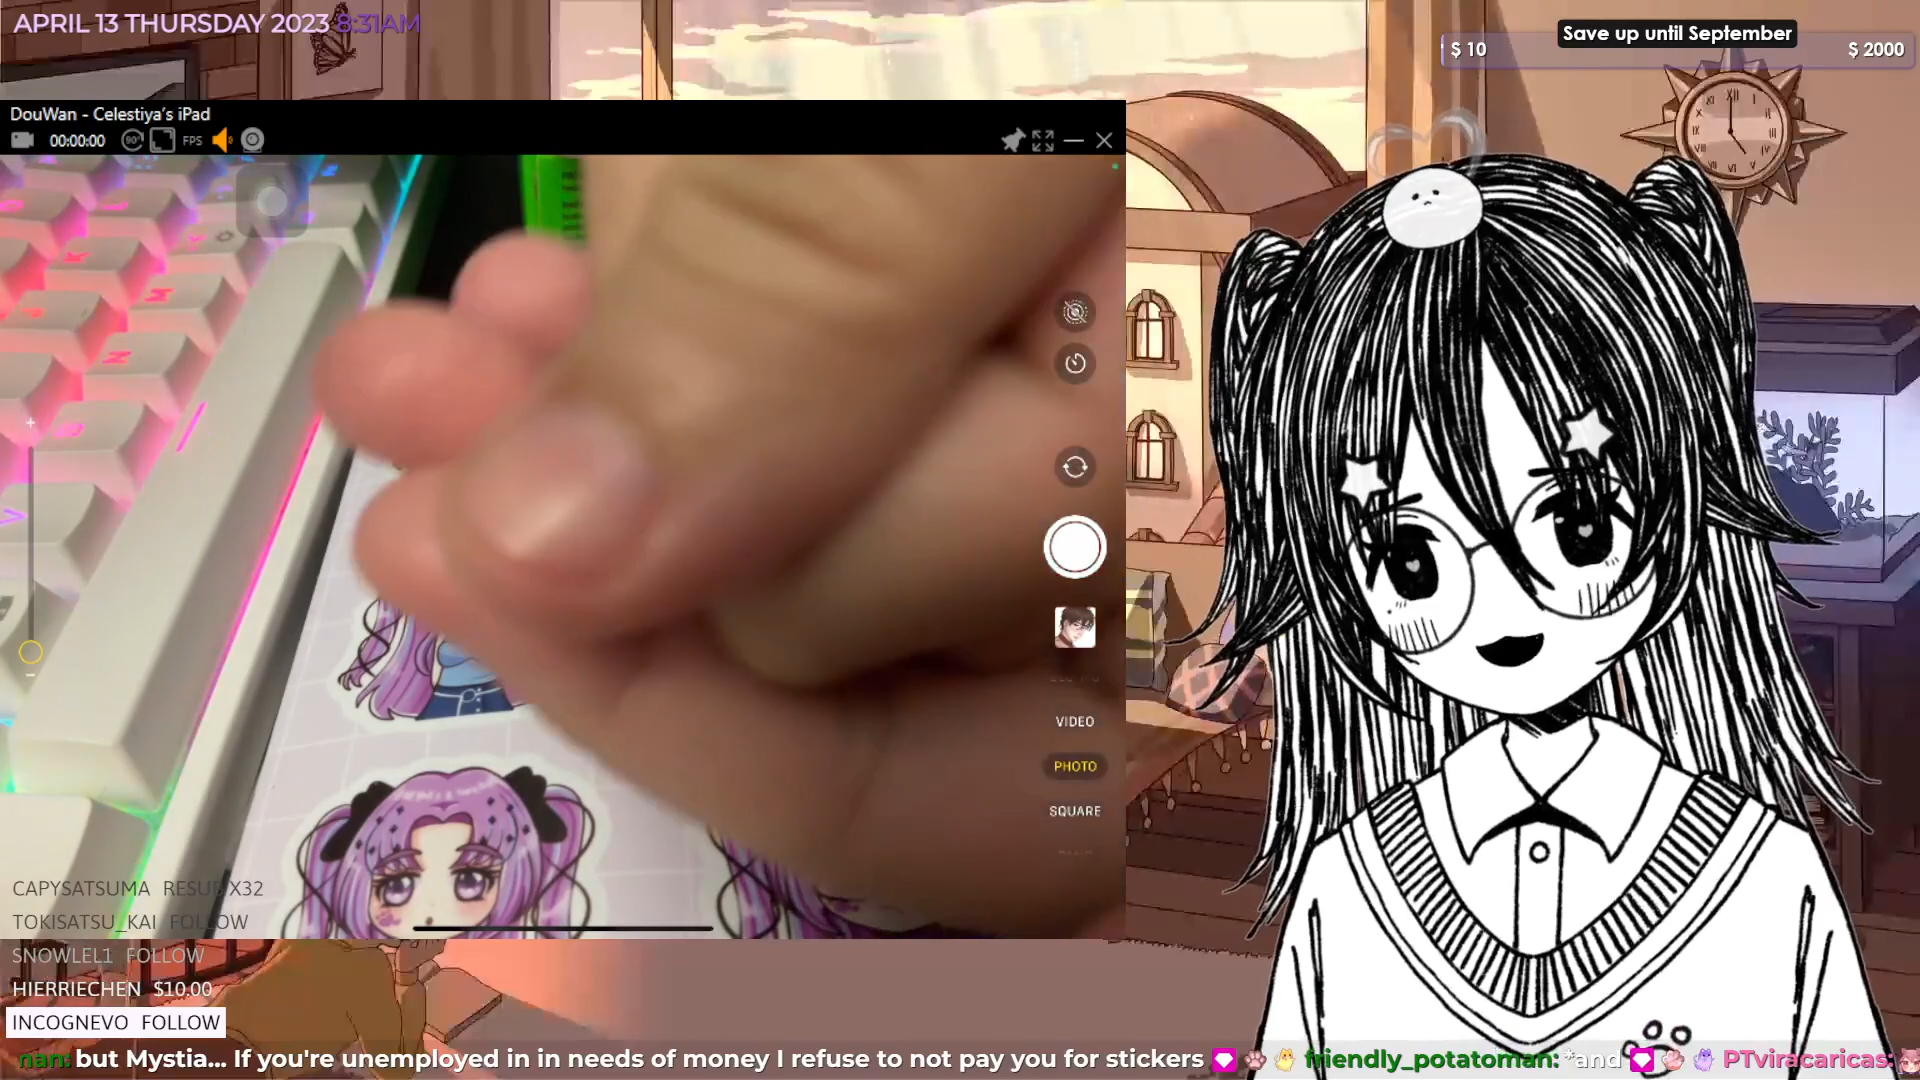 APRIL 13 THURSDAY 2023 8:31AM
Save up until September
$ 10
$ 2000
DouWan - Celestiya's iPad
00:00:00
90°
FPS
VIDEO
PHOTO
SQUARE
CAPYSATSUMA RESUB X32
TOKISATSU_KAI FOLLOW
SNOWLEL1 FOLLOW
HIERRIECHEN $10.00
INCOGNEVO FOLLOW
nan: but Mystia... If you're unemployed in in needs of money I refuse to not pay you for stickers friendly_potatoman: *and PTviracaricas: